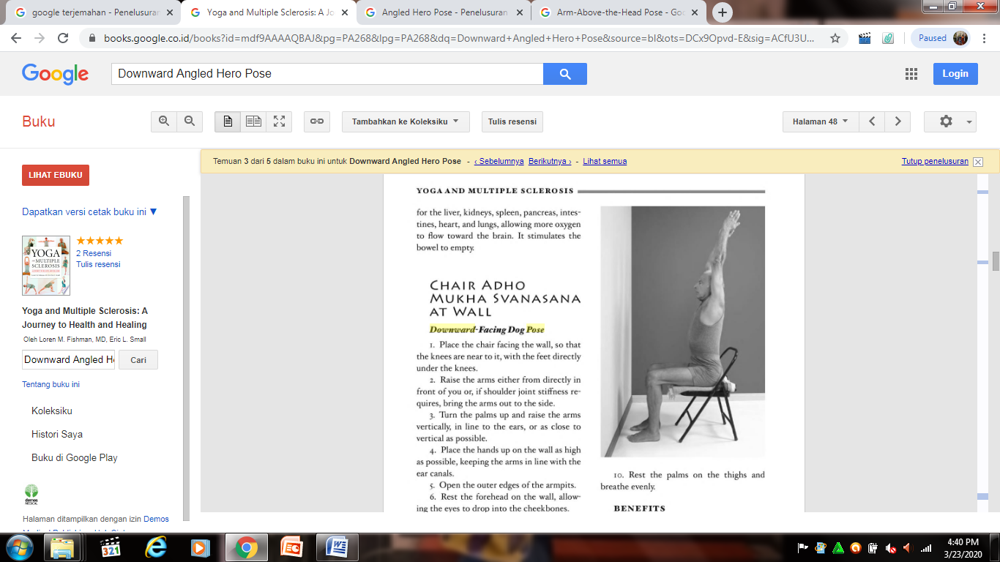 google terjemahan - Penelusuran
Yoga and Multiple Sclerosis: A Jo
Angled Hero Pose - Penelusuran
Arm-Above-the-Head Pose - Goo
books.google.co.id/books?id=mdf9AAAAQBAJ&pg=PA268&lpg=PA268&dq=Downward+Angled+Hero+Pose&source=bl&ots=DCx9Opvd-E&sig=ACfU3U...
Paused
Google
Downward Angled Hero Pose
Login
Buku
Tambahkan ke Koleksiku
Tulis resensi
Halaman 48
Temuan 3 dari 5 dalam buku ini untuk Downward Angled Hero Pose - ‹ Sebelumnya Berikutnya › - Lihat semua
Tutup penelusuran
LIHAT EBUKU
Dapatkan versi cetak buku ini ▼
YOGA
MULTIPLE
SCLEROSIS
2 Resensi
Tulis resensi
Yoga and Multiple Sclerosis: A
Journey to Health and Healing
Oleh Loren M. Fishman, MD, Eric L. Small
Downward Angled He
Cari
Tentang buku ini
Koleksiku
Histori Saya
Buku di Google Play
demos
MEDICAL
Halaman ditampilkan dengan izin Demos
YOGA AND MULTIPLE SCLEROSIS
for the liver, kidneys, spleen, pancreas, intes-
tines, heart, and lungs, allowing more oxygen
to flow toward the brain. It stimulates the
bowel to empty.
CHAIR ADHO
MUKHA SVANASANA
AT WALL
Downward-Facing Dog Pose
1. Place the chair facing the wall, so that
the knees are near to it, with the feet directly
under the knees.
2. Raise the arms either from directly in
front of you or, if shoulder joint stiffness re-
quires, bring the arms out to the side.
3. Turn the palms up and raise the arms
vertically, in line to the ears, or as close to
vertical as possible.
4. Place the hands up on the wall as high
as possible, keeping the arms in line with the
ear canals.
5. Open the outer edges of the armpits.
6. Rest the forehead on the wall, allow-
ing the eyes to drop into the cheekbones.
10. Rest the palms on the thighs and
breathe evenly.
BENEFITS
321
4:40 PM
3/23/2020